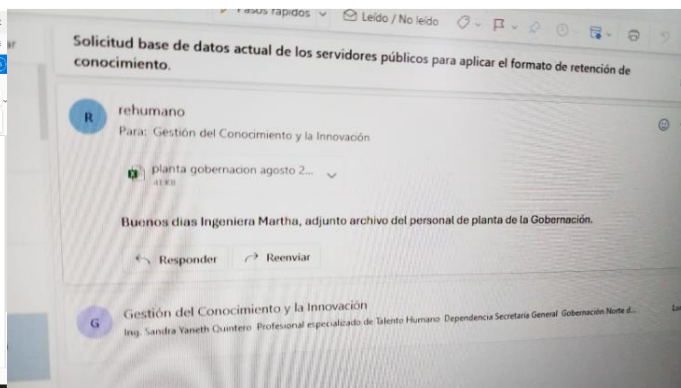 Pasos rápidos Leído / No leído
Solicitud base de datos actual de los servidores públicos para aplicar el formato de retención de
conocimiento.
R
rehumano
Para: Gestión del Conocimiento y la Innovación
planta gobernacion agosto 2...
41 KB
Buenos dias Ingeniera Martha, adjunto archivo del personal de planta de la Gobernación.
Responder Reenviar
G
Gestión del Conocimiento y la Innovación
Ing. Sandra Yaneth Quintero Profesional especializado de Talento Humano Dependencia Secretaría General Gobernación Norte d...